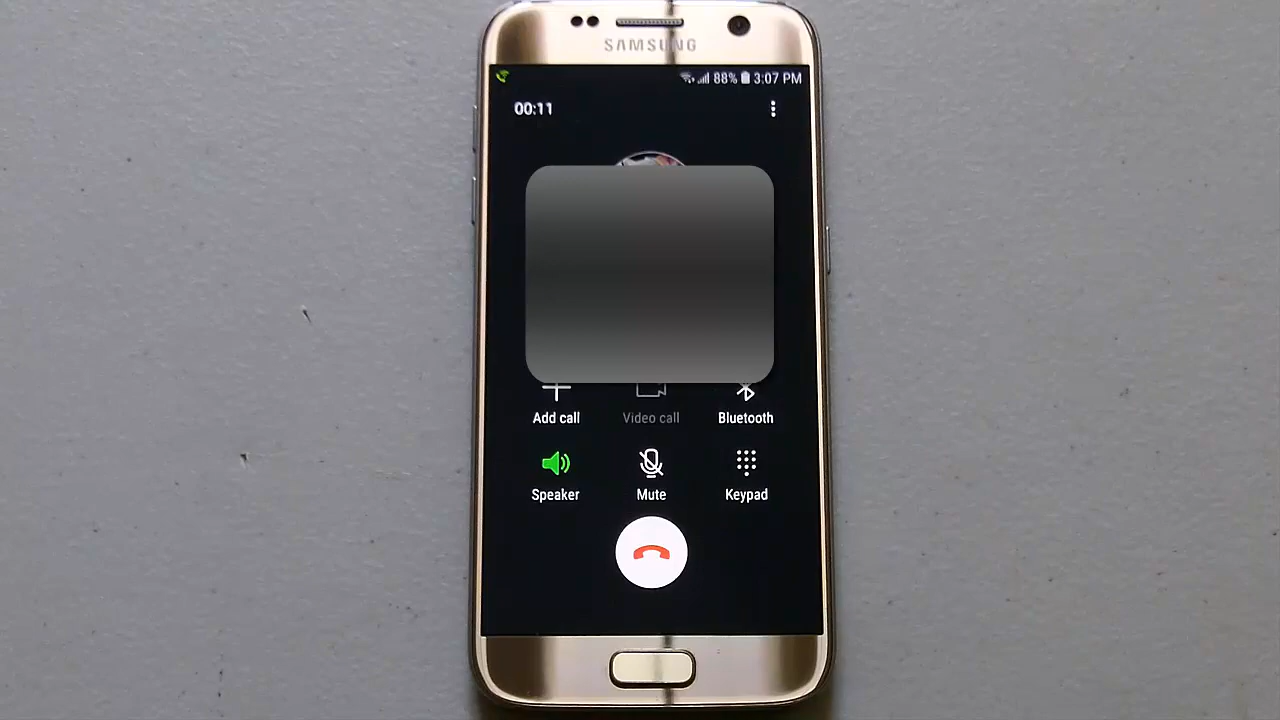 SAMSUNG
88% 3:07 PM
00:11
Add call Video call Bluetooth
Speaker Mute Keypad